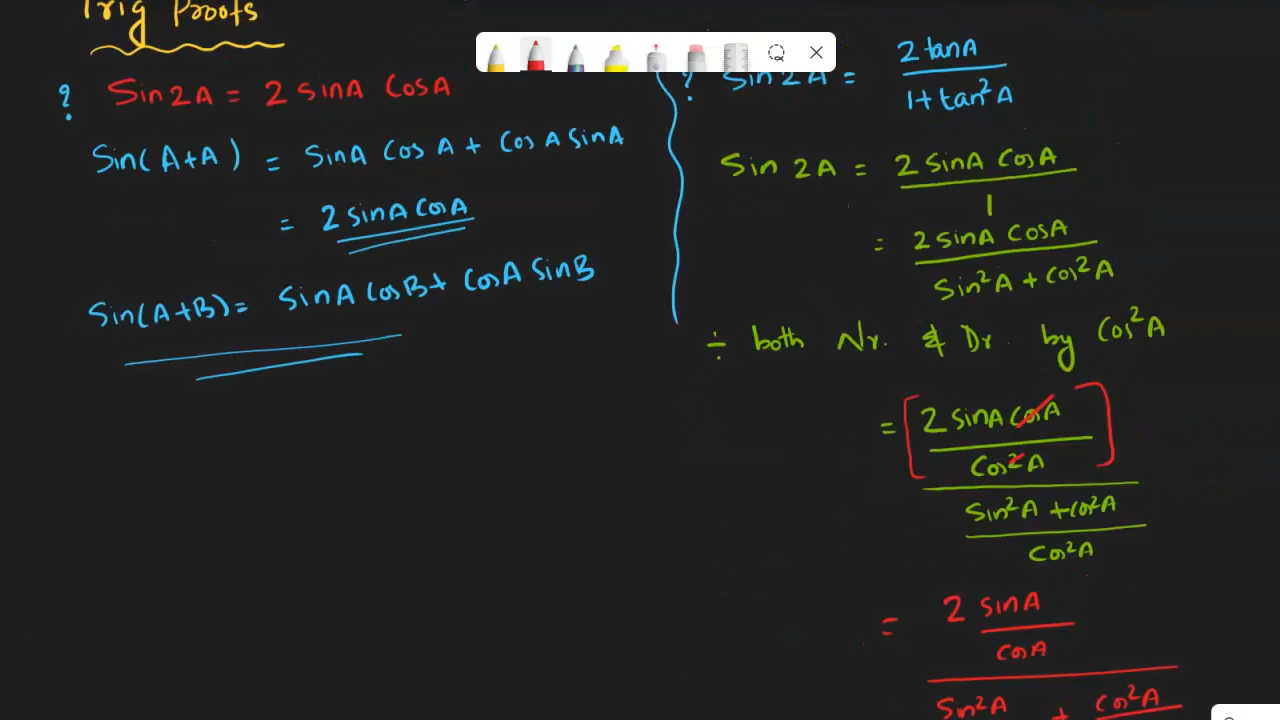 Trig Proofs
? Sin2A = 2 sinA CosA
Sin(A+A) = SinA Cos A + Cos A sinA
= 2 sinA cosA
Sin(A+B) = SinA CosB + CosA SinB
? Sin 2A = 2 tanA / 1 + tan²A
Sin 2A = 2 SinA CosA / 1
= 2 sinA CosA / Sin²A + Cos²A
÷ both Nr. & Dr by Cos²A
= [2 sinA CosA / Cos²A] / Sin²A + Cos²A / Cos²A
= 2 sinA / CosA
Sin²A + Cos²A